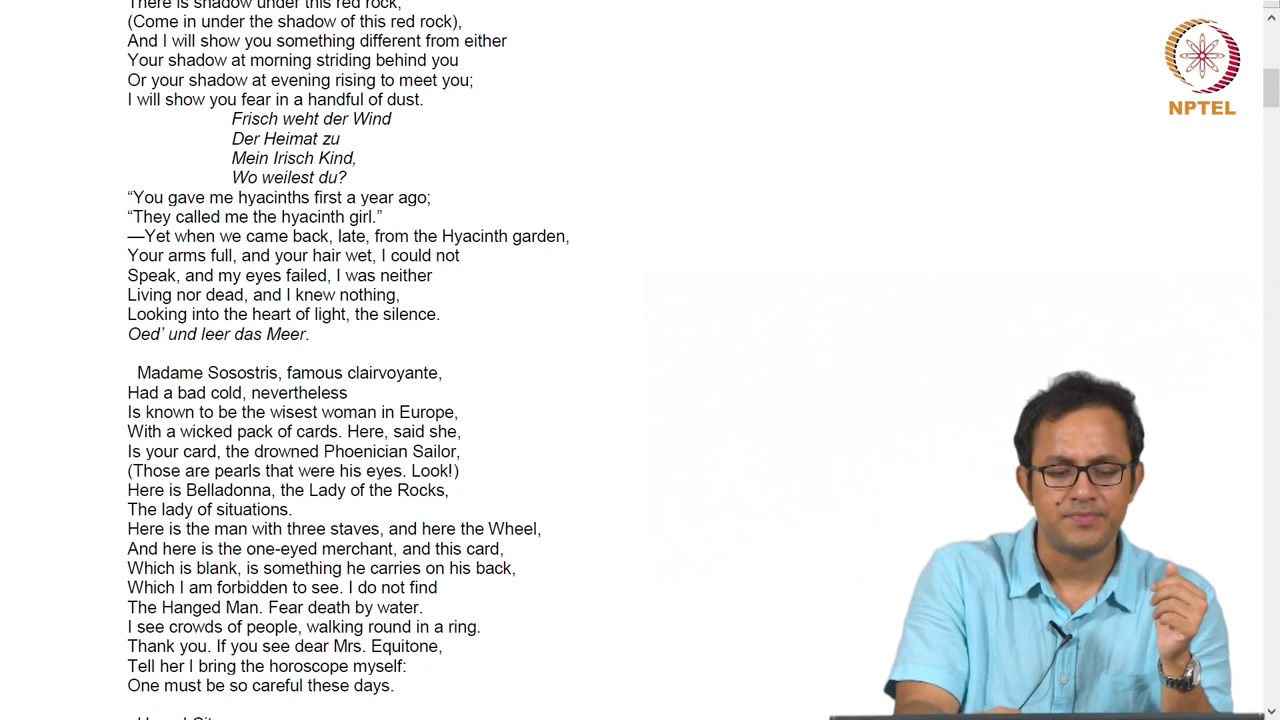 There is shadow under this red rock,
(Come in under the shadow of this red rock),
And I will show you something different from either
Your shadow at morning striding behind you
Or your shadow at evening rising to meet you;
I will show you fear in a handful of dust.
Frisch weht der Wind
Der Heimat zu
Mein Irisch Kind,
Wo weilest du?
“You gave me hyacinths first a year ago;
“They called me the hyacinth girl.”
—Yet when we came back, late, from the Hyacinth garden,
Your arms full, and your hair wet, I could not
Speak, and my eyes failed, I was neither
Living nor dead, and I knew nothing,
Looking into the heart of light, the silence.
Oed’ und leer das Meer.
Madame Sosostris, famous clairvoyante,
Had a bad cold, nevertheless
Is known to be the wisest woman in Europe,
With a wicked pack of cards. Here, said she,
Is your card, the drowned Phoenician Sailor,
(Those are pearls that were his eyes. Look!)
Here is Belladonna, the Lady of the Rocks,
The lady of situations.
Here is the man with three staves, and here the Wheel,
And here is the one-eyed merchant, and this card,
Which is blank, is something he carries on his back,
Which I am forbidden to see. I do not find
The Hanged Man. Fear death by water.
I see crowds of people, walking round in a ring.
Thank you. If you see dear Mrs. Equitone,
Tell her I bring the horoscope myself:
One must be so careful these days.
NPTEL